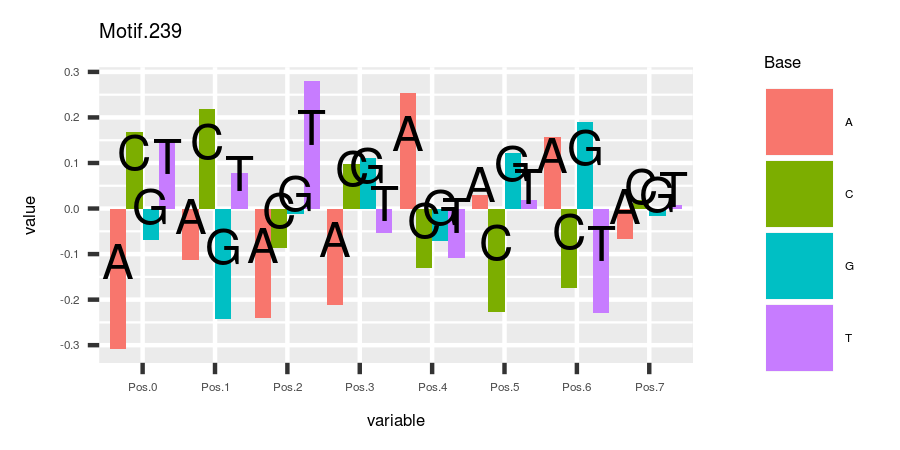 Motif.239
Base
0.3
0.2
0.1
0.0
-0.1
-0.2
-0.3
value
A C G T
A C G T
A C G T
A C G T
A C G T
A C G T
A C G T
A C G T
Pos.0 Pos.1 Pos.2 Pos.3 Pos.4 Pos.5 Pos.6 Pos.7
variable
A
C
G
T